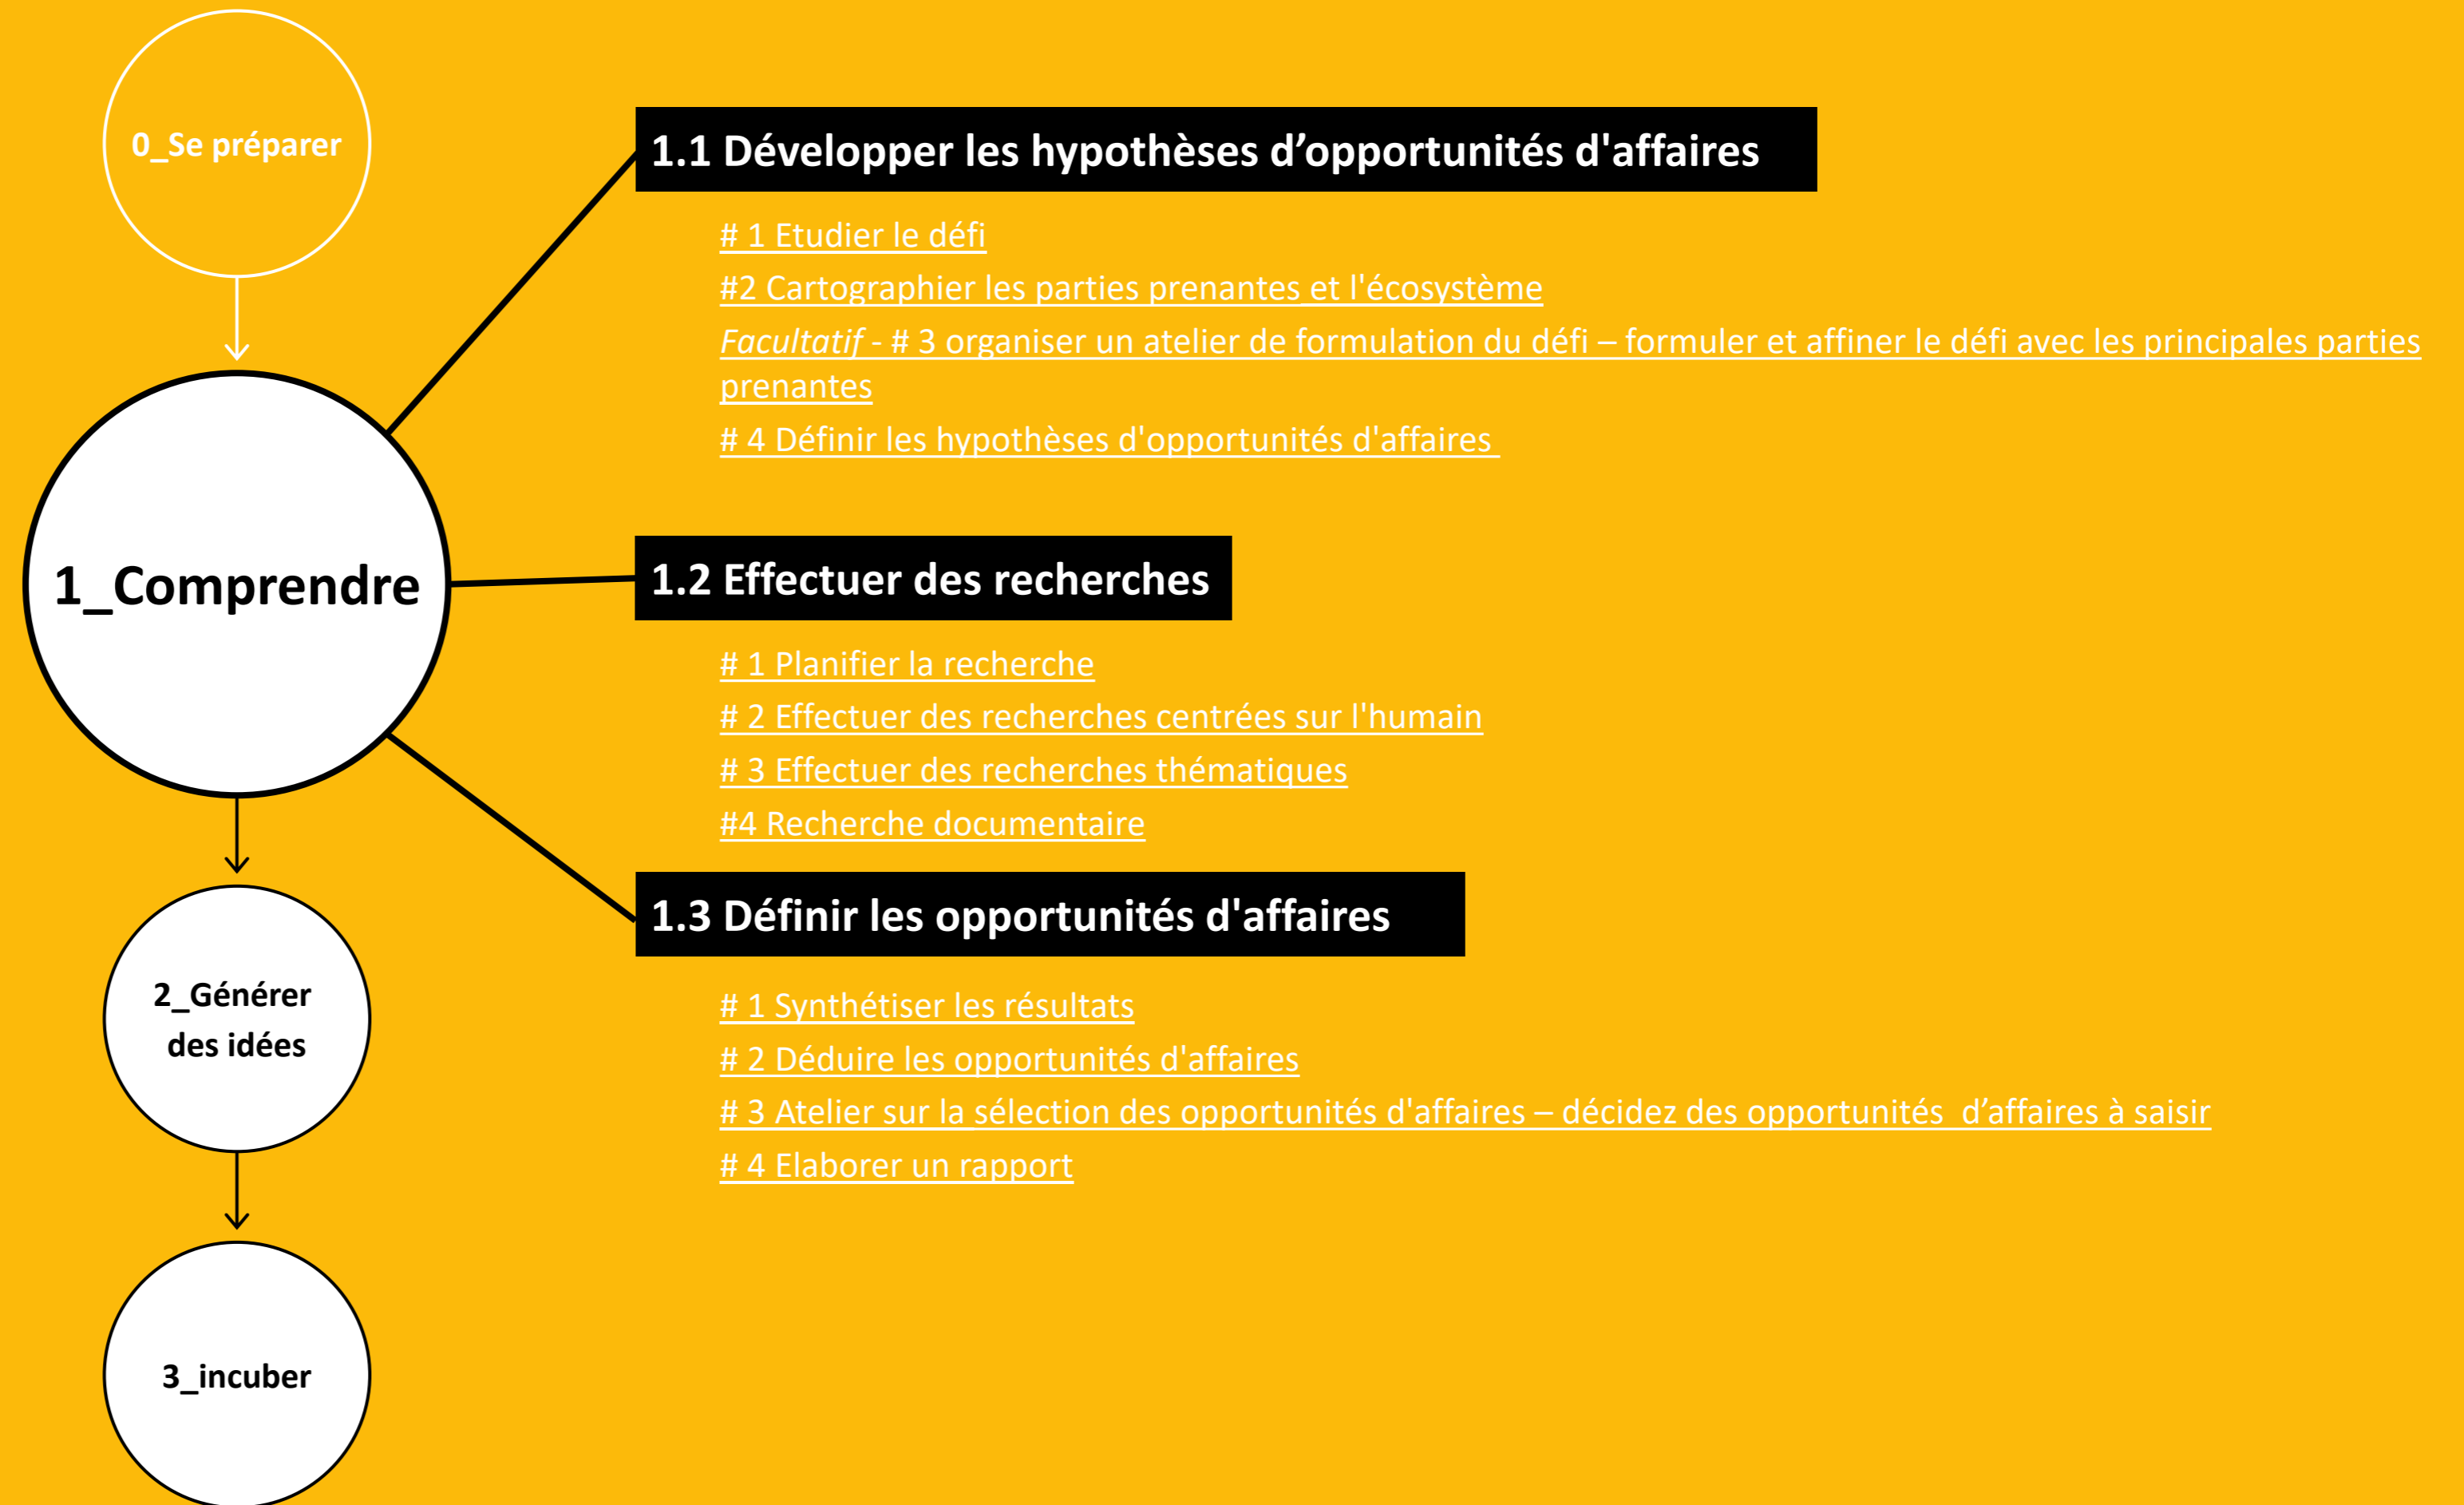 0_Se préparer
1.1 Développer les hypothèses d’opportunités d'affaires
# 1 Etudier le défi
#2 Cartographier les parties prenantes et l'écosystème
Facultatif - # 3 organiser un atelier de formulation du défi – formuler et affiner le défi avec les principales parties
prenantes
# 4 Définir les hypothèses d'opportunités d'affaires
1_Comprendre
1.2 Effectuer des recherches
# 1 Planifier la recherche
# 2 Effectuer des recherches centrées sur l'humain
# 3 Effectuer des recherches thématiques
#4 Recherche documentaire
1.3 Définir les opportunités d'affaires
# 1 Synthétiser les résultats
# 2 Déduire les opportunités d'affaires
# 3 Atelier sur la sélection des opportunités d'affaires – décidez des opportunités  d’affaires à saisir
# 4 Elaborer un rapport
2_Générer
des idées
3_incuber